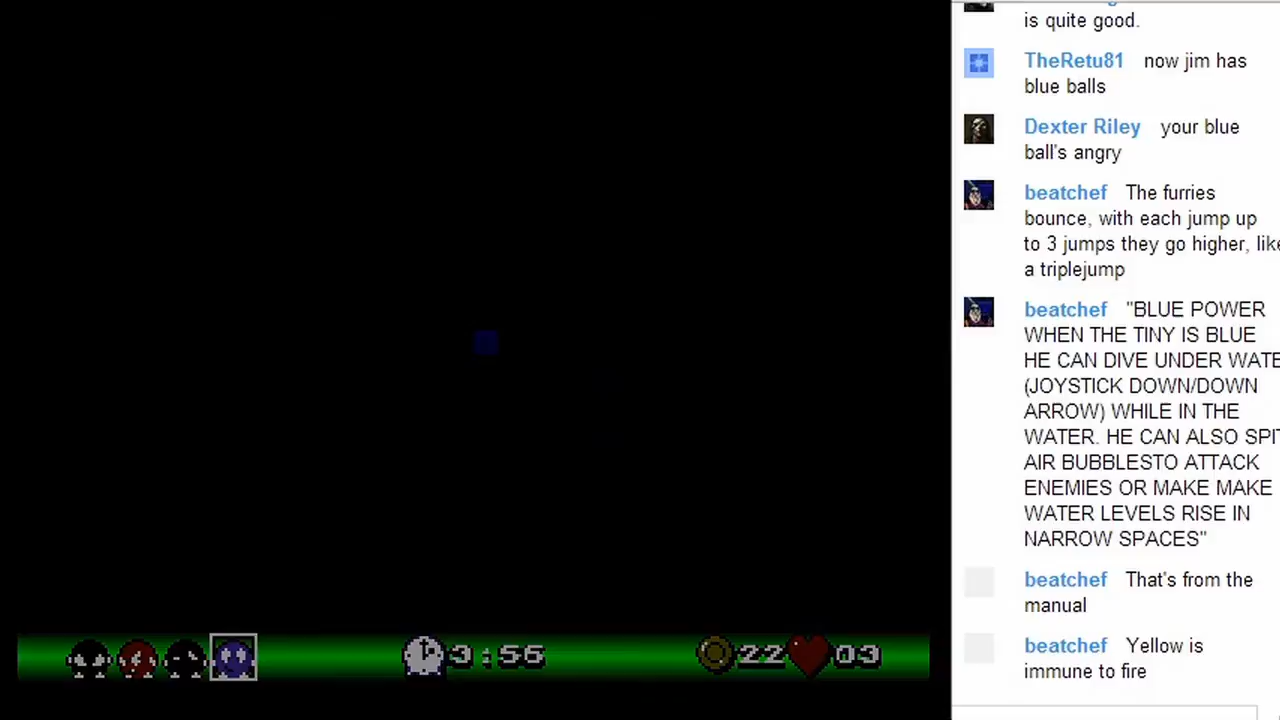 is quite good.
TheRetu81 now jim has
blue balls
Dexter Riley your blue
ball's angry
beatchef The furries
bounce, with each jump up
to 3 jumps they go higher, like
a triplejump
beatchef "BLUE POWER
WHEN THE TINY IS BLUE
HE CAN DIVE UNDER WATE
(JOYSTICK DOWN/DOWN
ARROW) WHILE IN THE
WATER. HE CAN ALSO SPIT
AIR BUBBLESTO ATTACK
ENEMIES OR MAKE MAKE
WATER LEVELS RISE IN
NARROW SPACES"
beatchef That's from the
manual
beatchef Yellow is
immune to fire
3:56 22 03